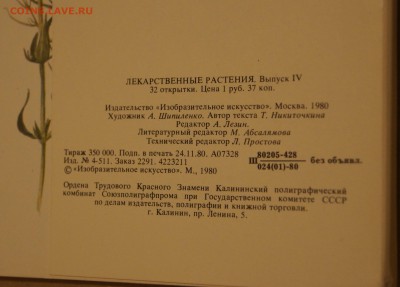 COINS.CAVE.RU
ЛЕКАРСТВЕННЫЕ РАСТЕНИЯ. Выпуск IV
32 открытки. Цена 1 руб. 37 коп.
Издательство «Изобразительное искусство». Москва. 1980
Художник А. Шипиленко. Автор текста Т. Никиточкина
Редактор А. Лезин.
Литературный редактор М. Абсалямова
Технический редактор Л. Простова
Тираж 350 000. Подп. в печать 24.11.80. А07328
Изд. № 4-511. Заказ 2291. 4223211
Ш 80205-428 без объявл.
024(01)-80
© «Изобразительное искусство». М., 1980
Ордена Трудового Красного Знамени Калининский полиграфический
комбинат Союзполиграфпрома при Государственном комитете СССР
по делам издательств, полиграфии и книжной торговли.
г. Калинин, пр. Ленина, 5.